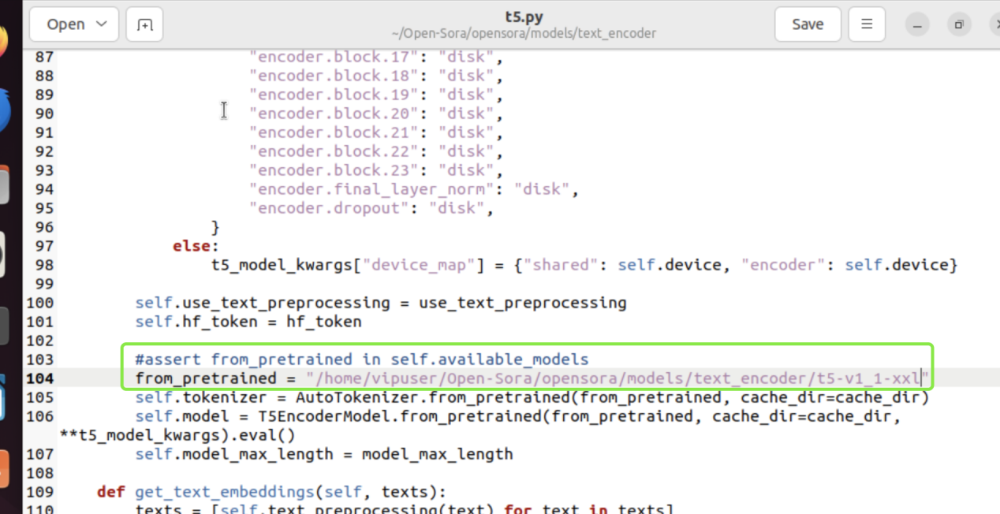 Open
t5.py
~/Open-Sora/opensora/models/text_encoder
Save
87 "encoder.block.17": "disk",
88 "encoder.block.18": "disk",
89 "encoder.block.19": "disk",
90 "encoder.block.20": "disk",
91 "encoder.block.21": "disk",
92 "encoder.block.22": "disk",
93 "encoder.block.23": "disk",
94 "encoder.final_layer_norm": "disk",
95 "encoder.dropout": "disk",
96 }
97 else:
98 t5_model_kwargs["device_map"] = {"shared": self.device, "encoder": self.device}
99
100 self.use_text_preprocessing = use_text_preprocessing
101 self.hf_token = hf_token
102
103 #assert from_pretrained in self.available_models
104 from_pretrained = "/home/vipuser/Open-Sora/opensora/models/text_encoder/t5-v1_1-xxl"
105 self.tokenizer = AutoTokenizer.from_pretrained(from_pretrained, cache_dir=cache_dir)
106 self.model = T5EncoderModel.from_pretrained(from_pretrained, cache_dir=cache_dir,
**t5_model_kwargs).eval()
107 self.model_max_length = model_max_length
108
109 def get_text_embeddings(self, texts):
110 texts = [self.text_preprocessing(text) for text in texts]